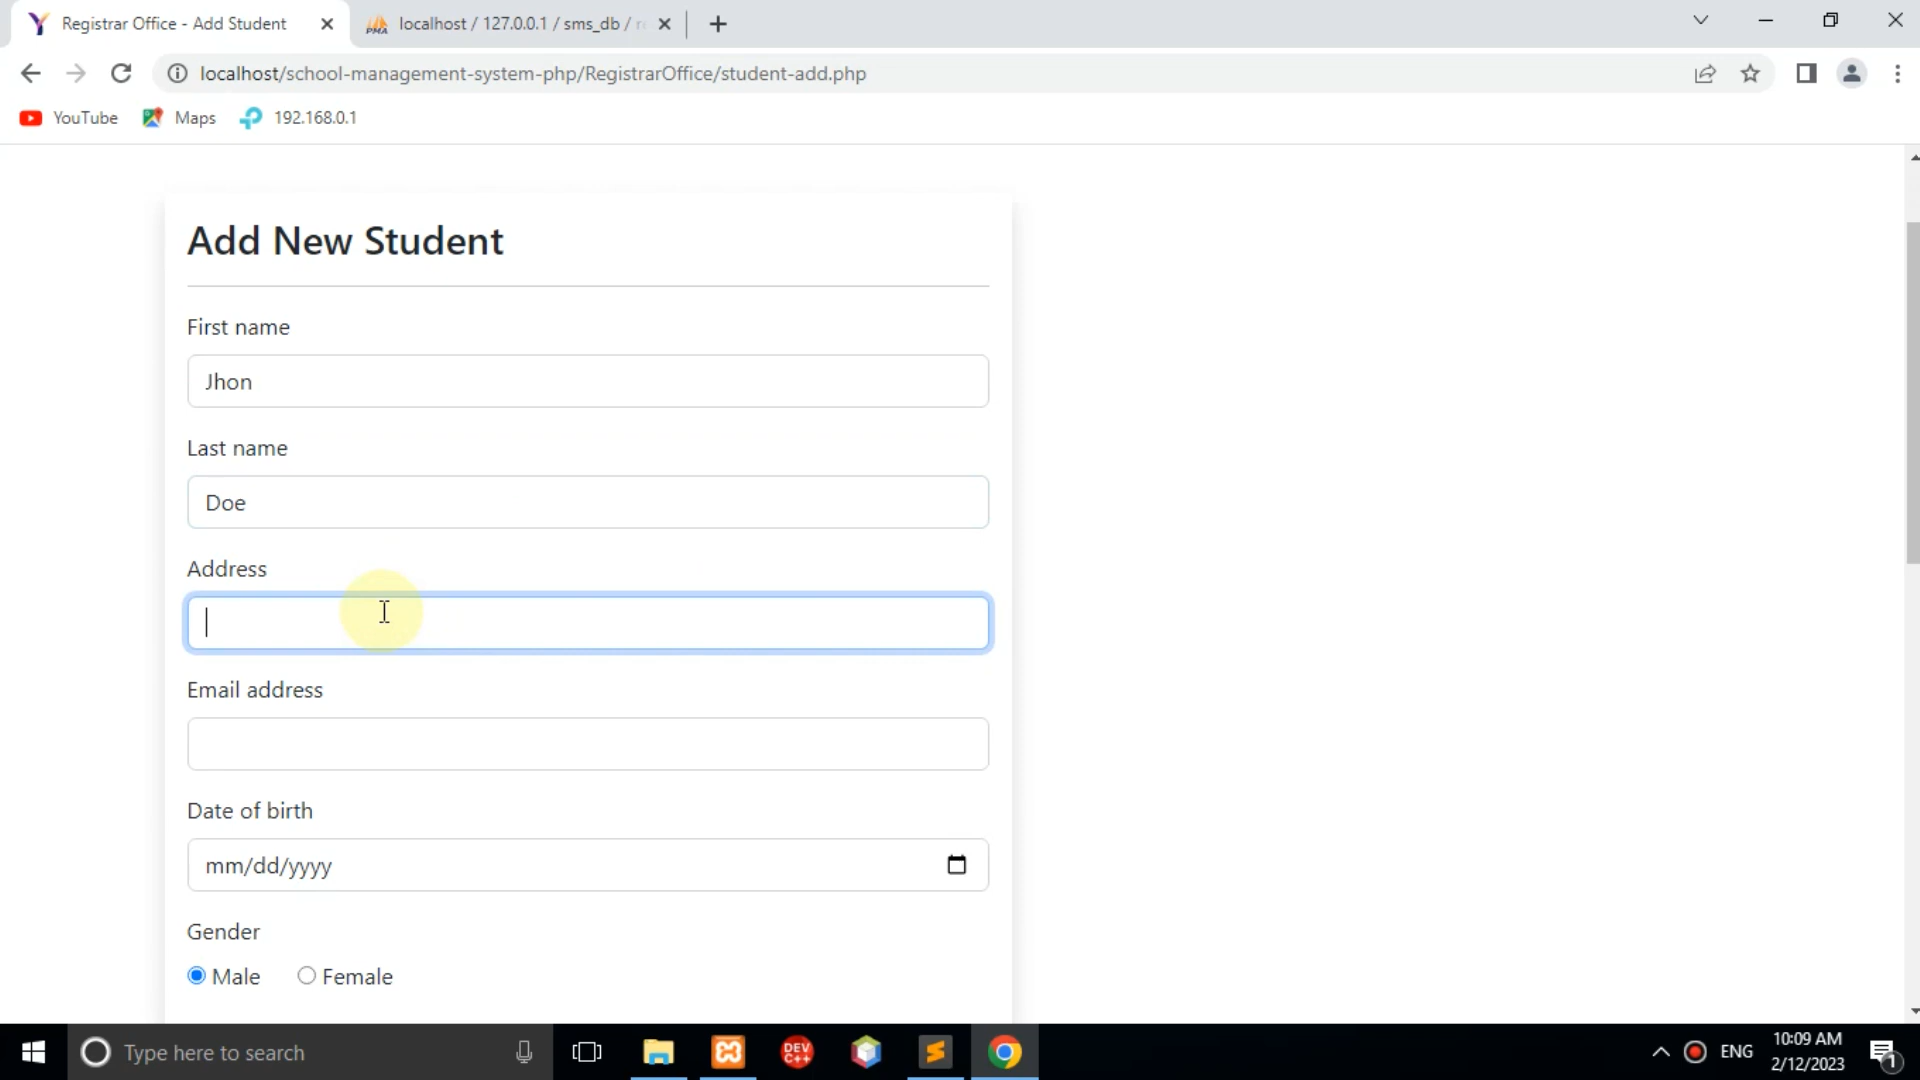 Registrar Office - Add Student
localhost / 127.0.0.1 / sms_db /
localhost/school-management-system-php/RegistrarOffice/student-add.php
YouTube
Maps
192.168.0.1
Add New Student
First name
Jhon
Last name
Doe
Address
Email address
Date of birth
mm/dd/yyyy
Gender
Male
Female
Type here to search
DEV
C++
ENG
10:09 AM
2/12/2023
1